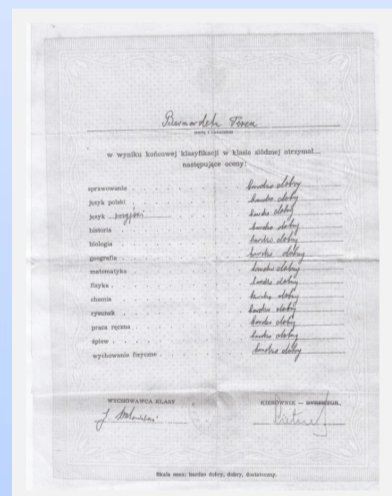 Bernardeta Feren
imię i nazwisko
w wyniku końcowej klasyfikacji w klasie siódmej otrzymał
następujące oceny:
sprawowanie bardzo dobry
język polski bardzo dobry
język rosyjski bardzo dobry
historia bardzo dobry
biologia bardzo dobry
geografia bardzo dobry
matematyka bardzo dobry
fizyka bardzo dobry
chemia bardzo dobry
rysunek bardzo dobry
praca ręczna bardzo dobry
śpiew bardzo dobry
wychowanie fizyczne bardzo dobry
WYCHOWAWCA KLASY KIEROWNIK — DYREKTOR
Skala ocen: bardzo dobry, dobry, dostateczny.